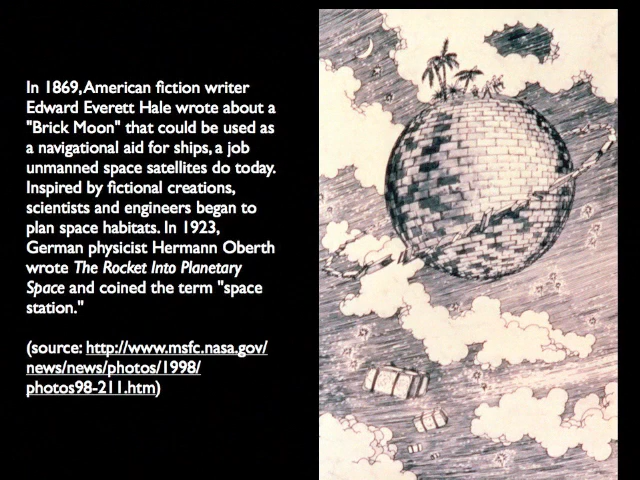 In 1869, American fiction writer
Edward Everett Hale wrote about a
"Brick Moon" that could be used as
a navigational aid for ships, a job
unmanned space satellites do today.
Inspired by fictional creations,
scientists and engineers began to
plan space habitats. In 1923,
German physicist Hermann Oberth
wrote The Rocket Into Planetary
Space and coined the term "space
station."
(source: http://www.msfc.nasa.gov/
news/news/photos/1998/
photos98-211.htm)